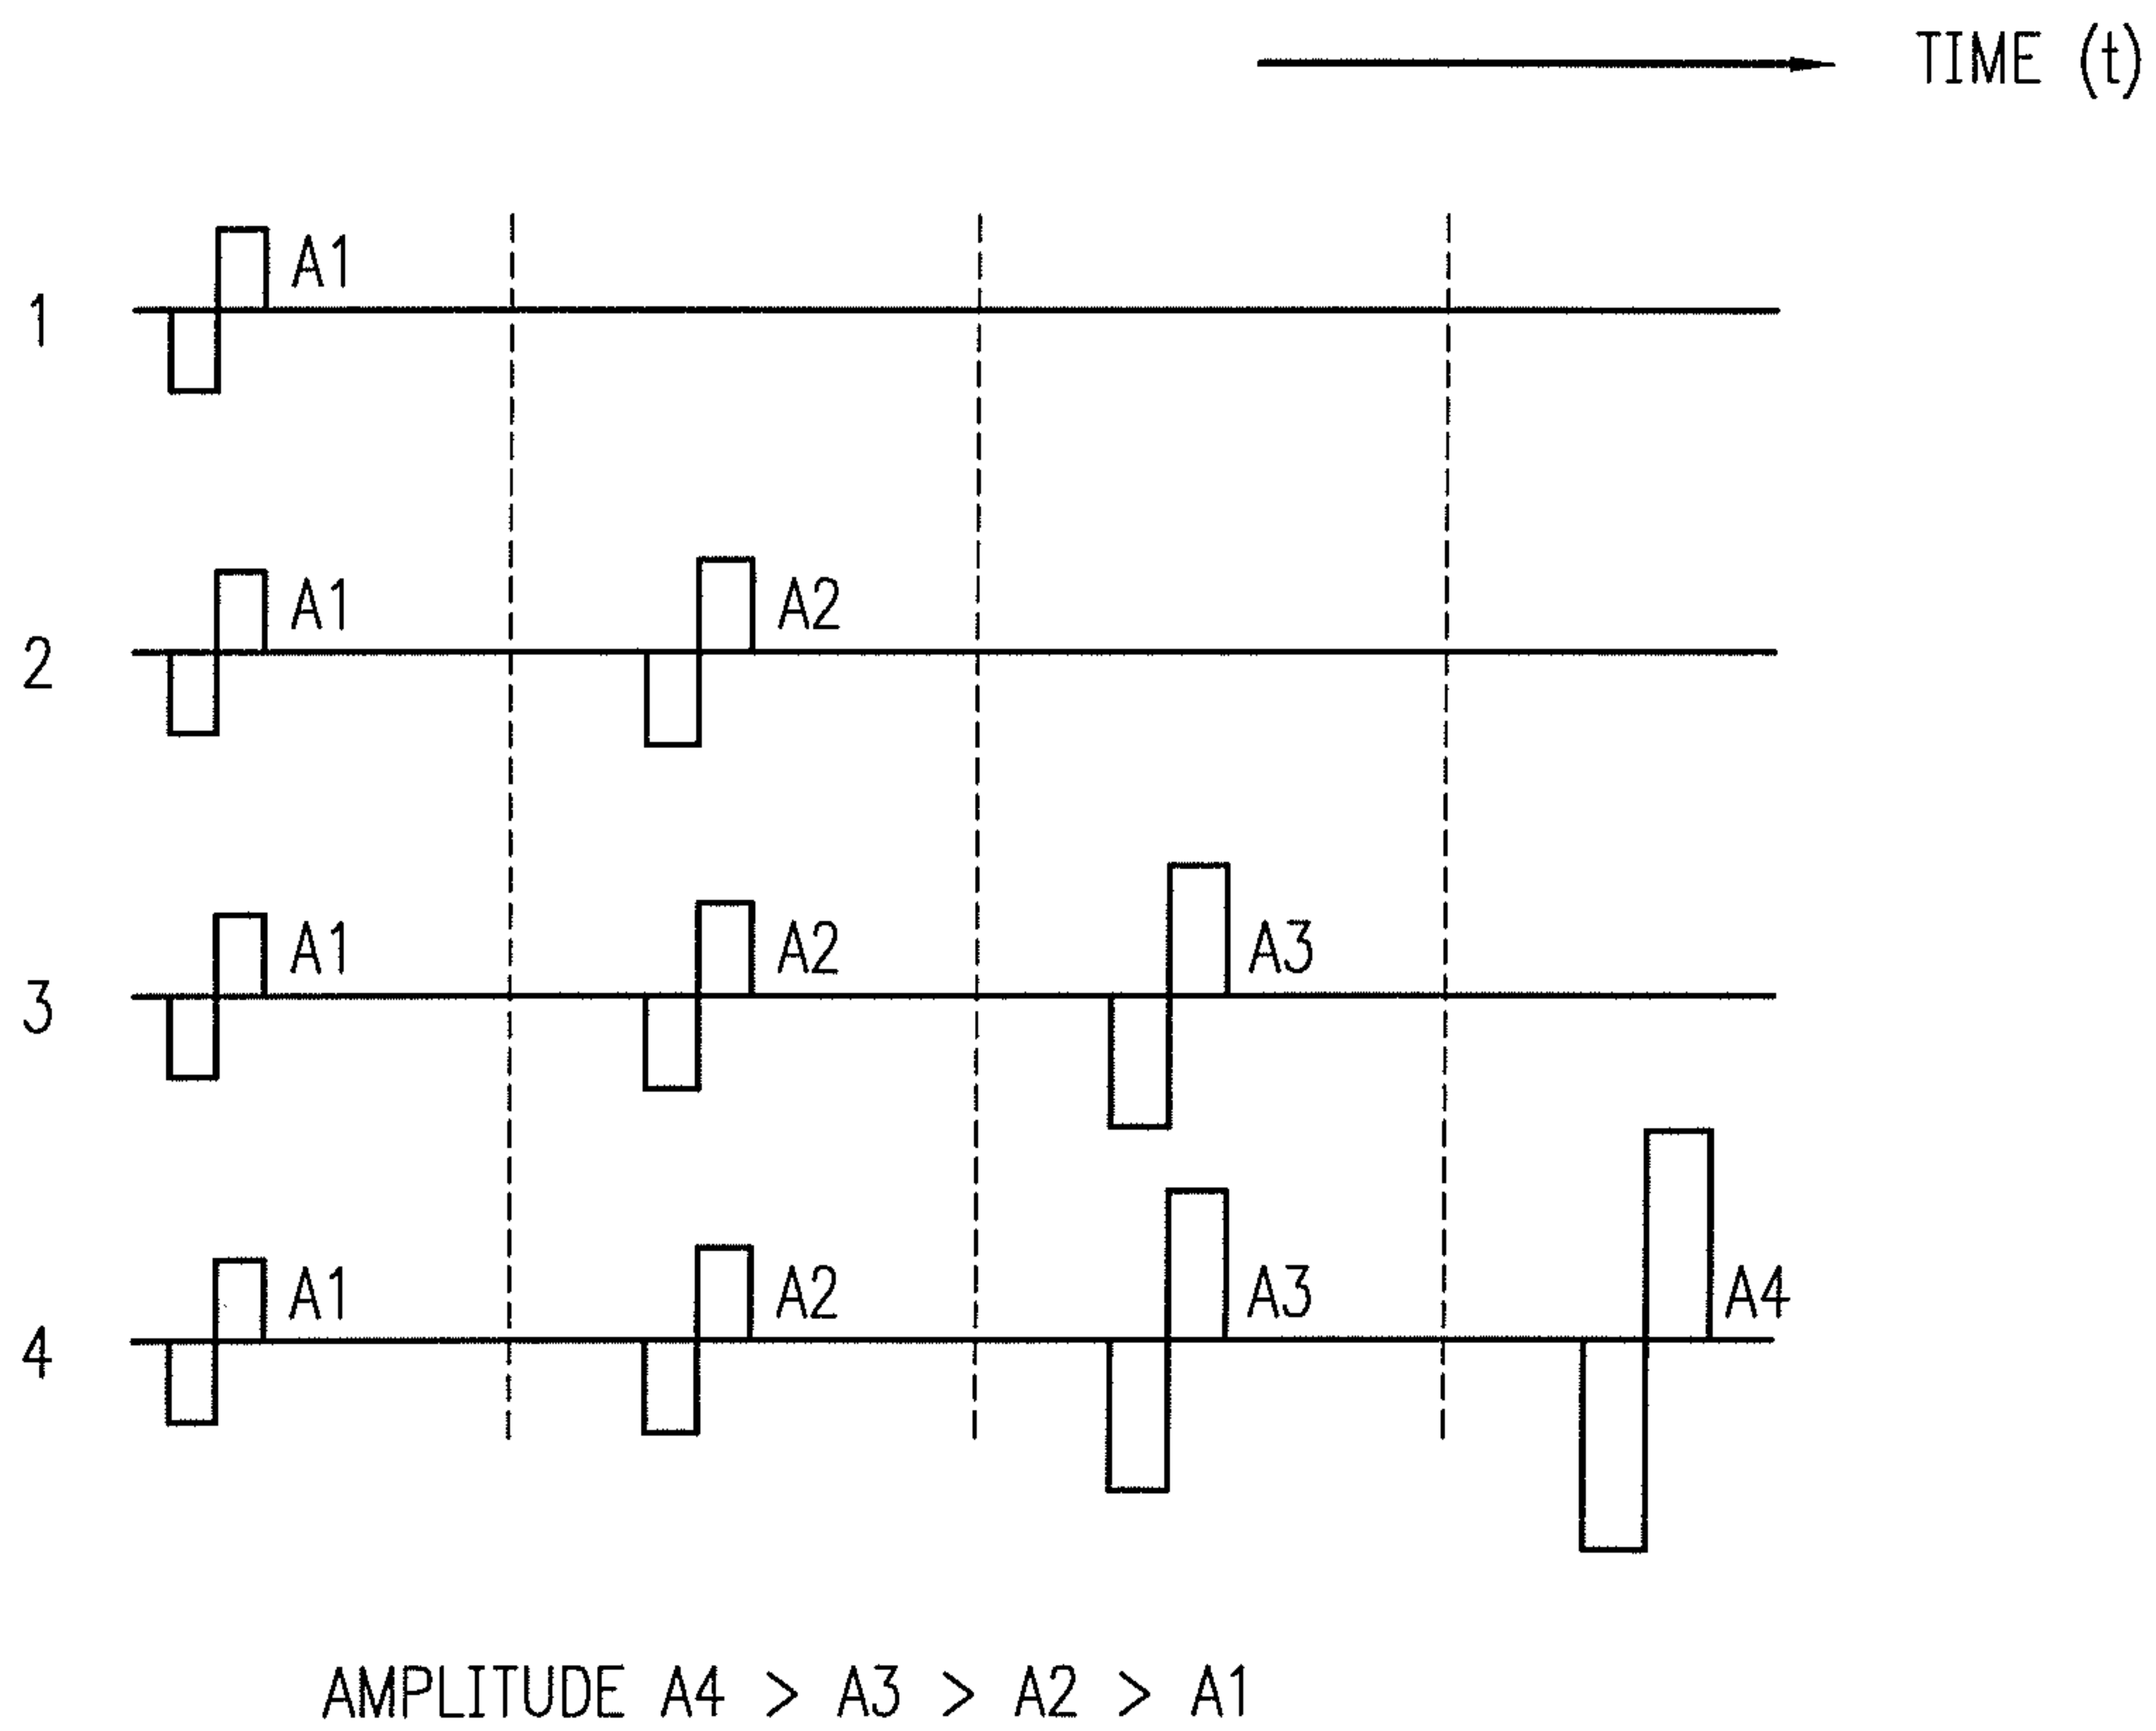 TIME (t)
1 A1
2 A1 A2
3 A1 A2 A3
4 A1 A2 A3 A4
AMPLITUDE A4 > A3 > A2 > A1